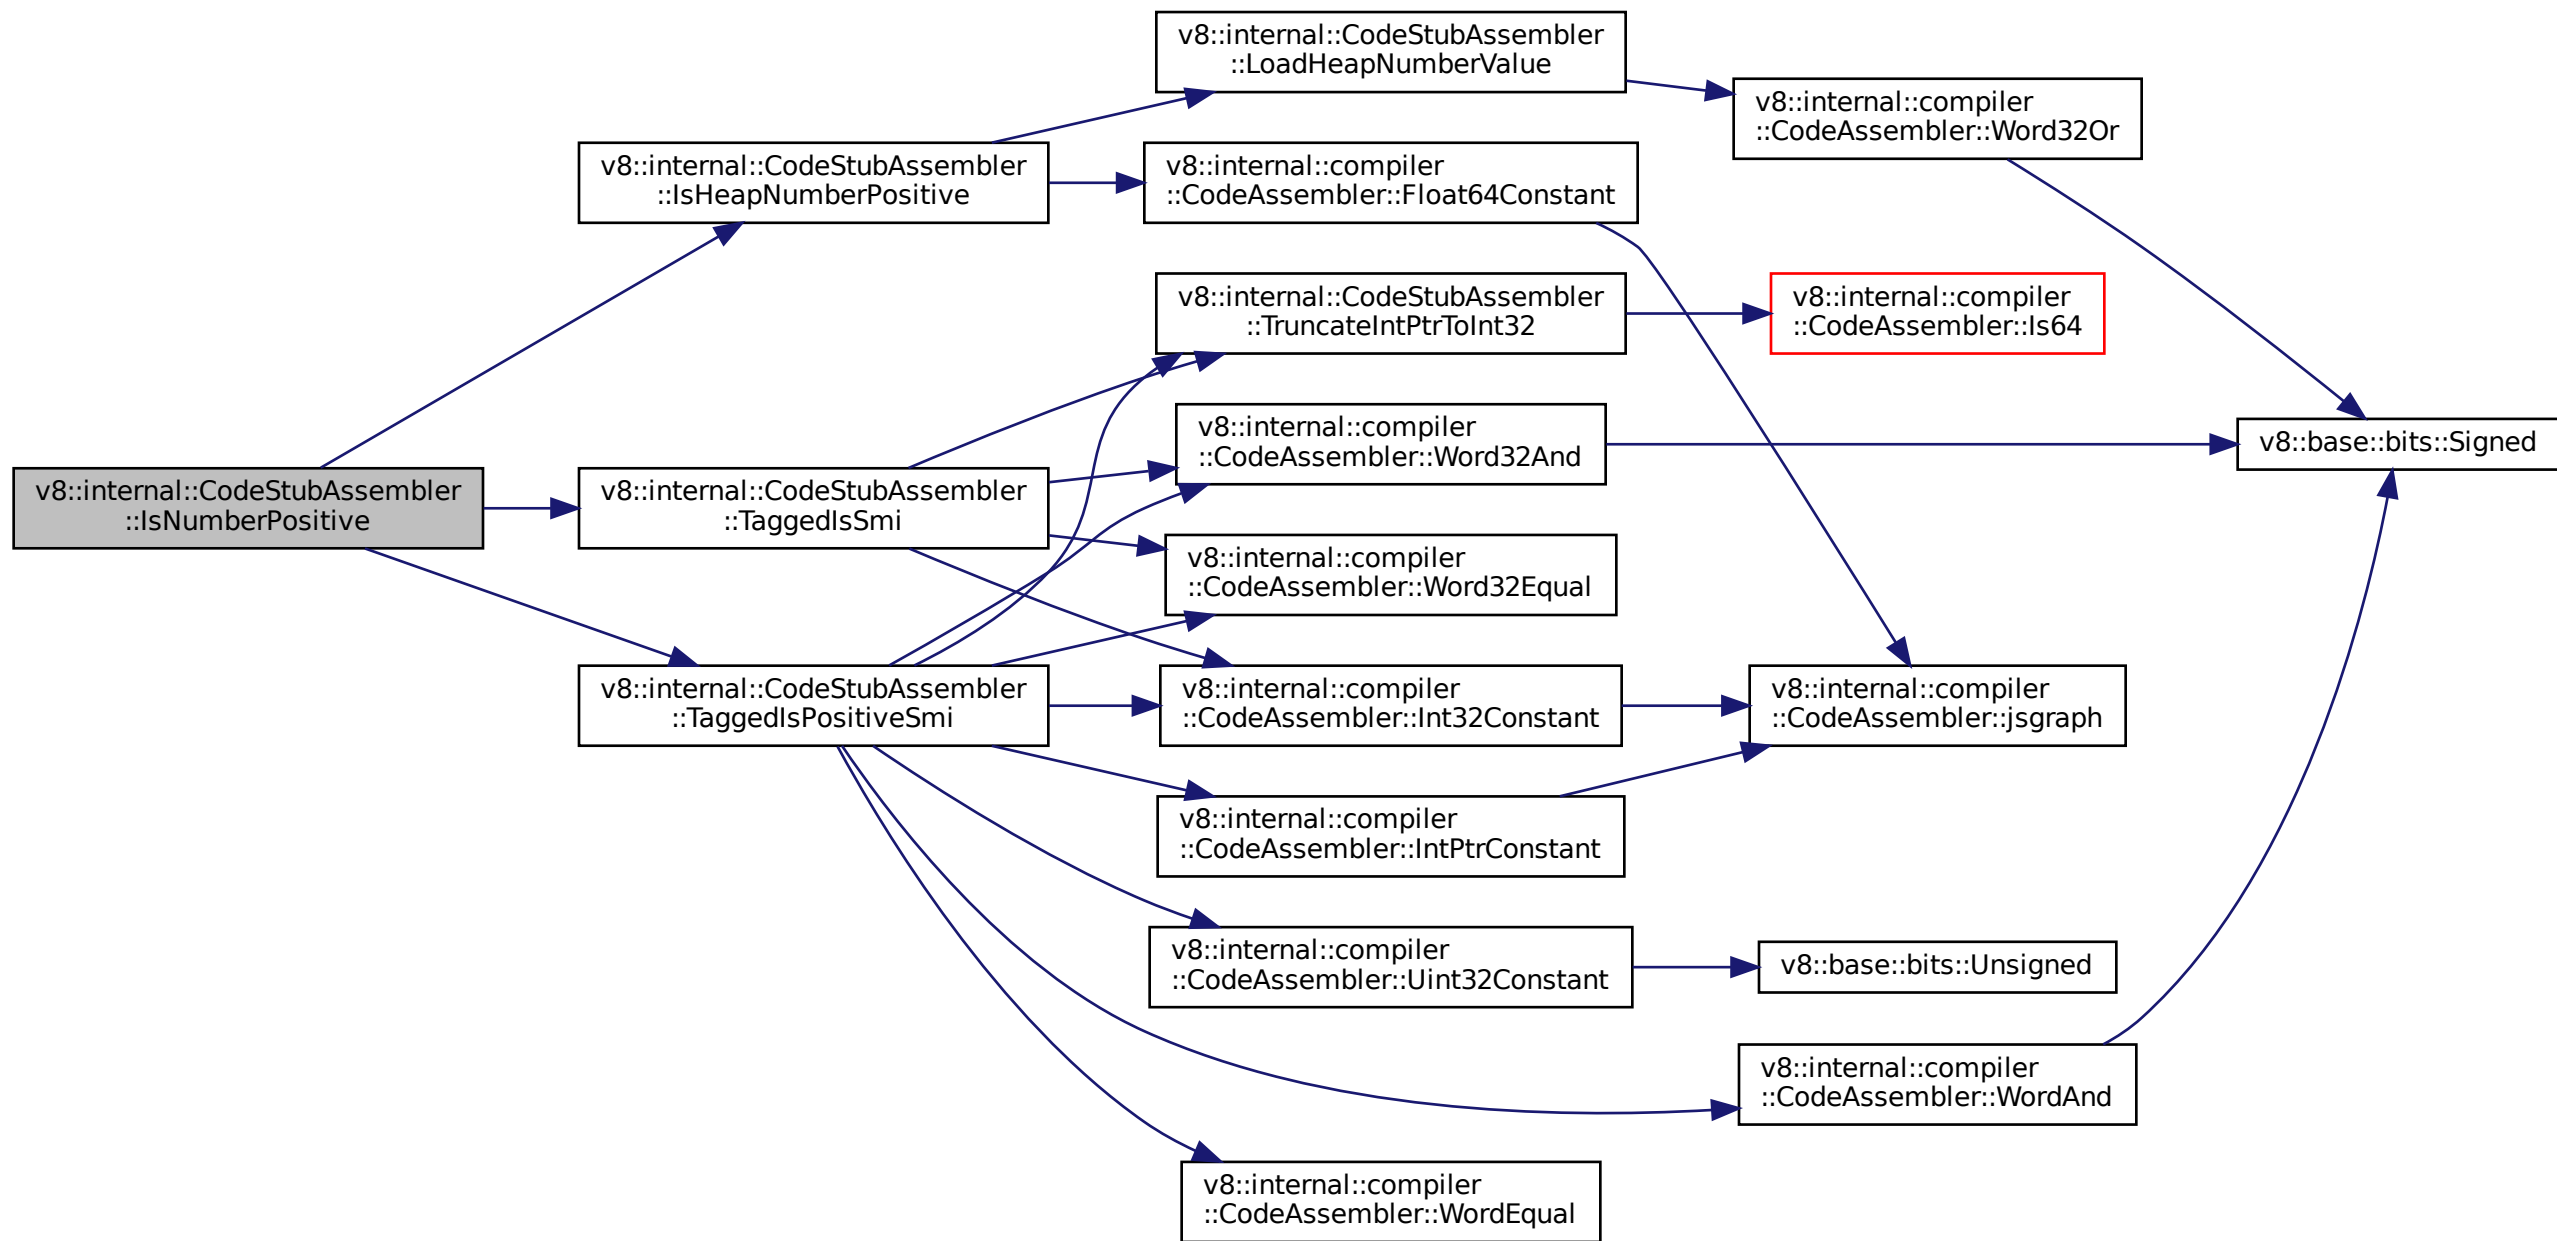 v8::internal::CodeStubAssembler
::IsNumberPositive
v8::internal::CodeStubAssembler
::IsHeapNumberPositive
v8::internal::CodeStubAssembler
::TaggedIsSmi
v8::internal::CodeStubAssembler
::TaggedIsPositiveSmi
v8::internal::CodeStubAssembler
::LoadHeapNumberValue
v8::internal::compiler
::CodeAssembler::Float64Constant
v8::internal::CodeStubAssembler
::TruncateIntPtrToInt32
v8::internal::compiler
::CodeAssembler::Word32And
v8::internal::compiler
::CodeAssembler::Word32Equal
v8::internal::compiler
::CodeAssembler::Int32Constant
v8::internal::compiler
::CodeAssembler::IntPtrConstant
v8::internal::compiler
::CodeAssembler::Uint32Constant
v8::internal::compiler
::CodeAssembler::WordEqual
v8::internal::compiler
::CodeAssembler::Word32Or
v8::internal::compiler
::CodeAssembler::Is64
v8::internal::compiler
::CodeAssembler::jsgraph
v8::base::bits::Unsigned
v8::internal::compiler
::CodeAssembler::WordAnd
v8::base::bits::Signed